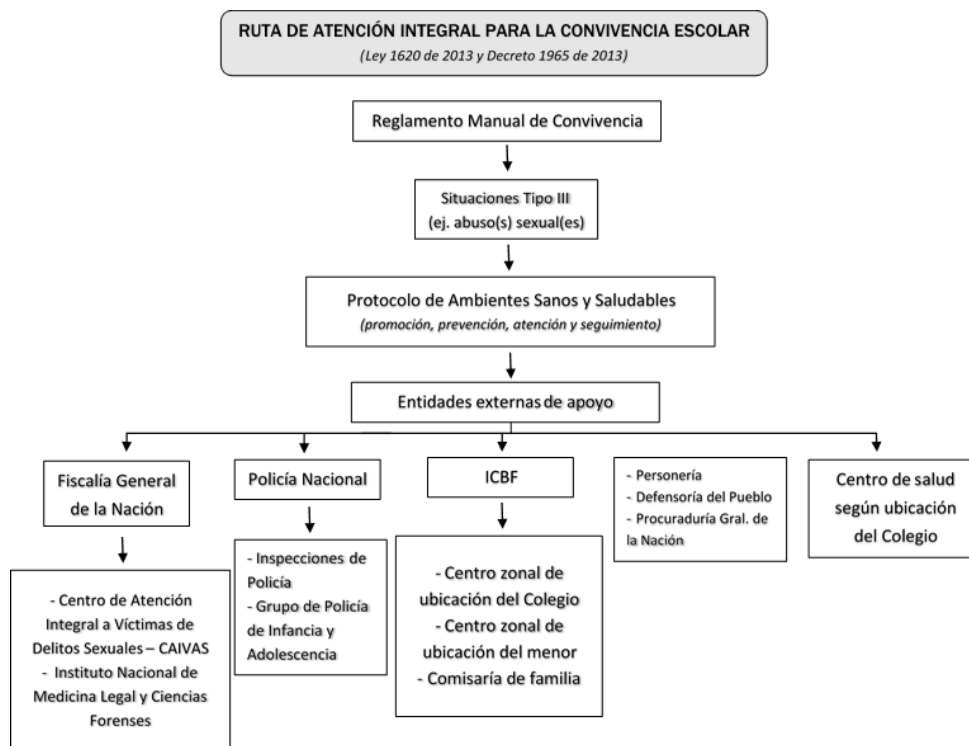 RUTA DE ATENCIÓN INTEGRAL PARA LA CONVIVENCIA ESCOLAR
(Ley 1620 de 2013 y Decreto 1965 de 2013)
Reglamento Manual de Convivencia
Situaciones Tipo III
(ej. abuso(s) sexual(es)
Protocolo de Ambientes Sanos y Saludables
(promoción, prevención, atención y seguimiento)
Entidades externas de apoyo
Fiscalía General
de la Nación
Policía Nacional
ICBF
- Personería
- Defensoría del Pueblo
- Procuraduría Gral. de
la Nación
Centro de salud
según ubicación
del Colegio
- Centro de Atención
Integral a Víctimas de
Delitos Sexuales – CAIVAS
- Instituto Nacional de
Medicina Legal y Ciencias
Forenses
- Inspecciones de
Policía
- Grupo de Policía
de Infancia y
Adolescencia
- Centro zonal de
ubicación del Colegio
- Centro zonal de
ubicación del menor
- Comisaría de familia